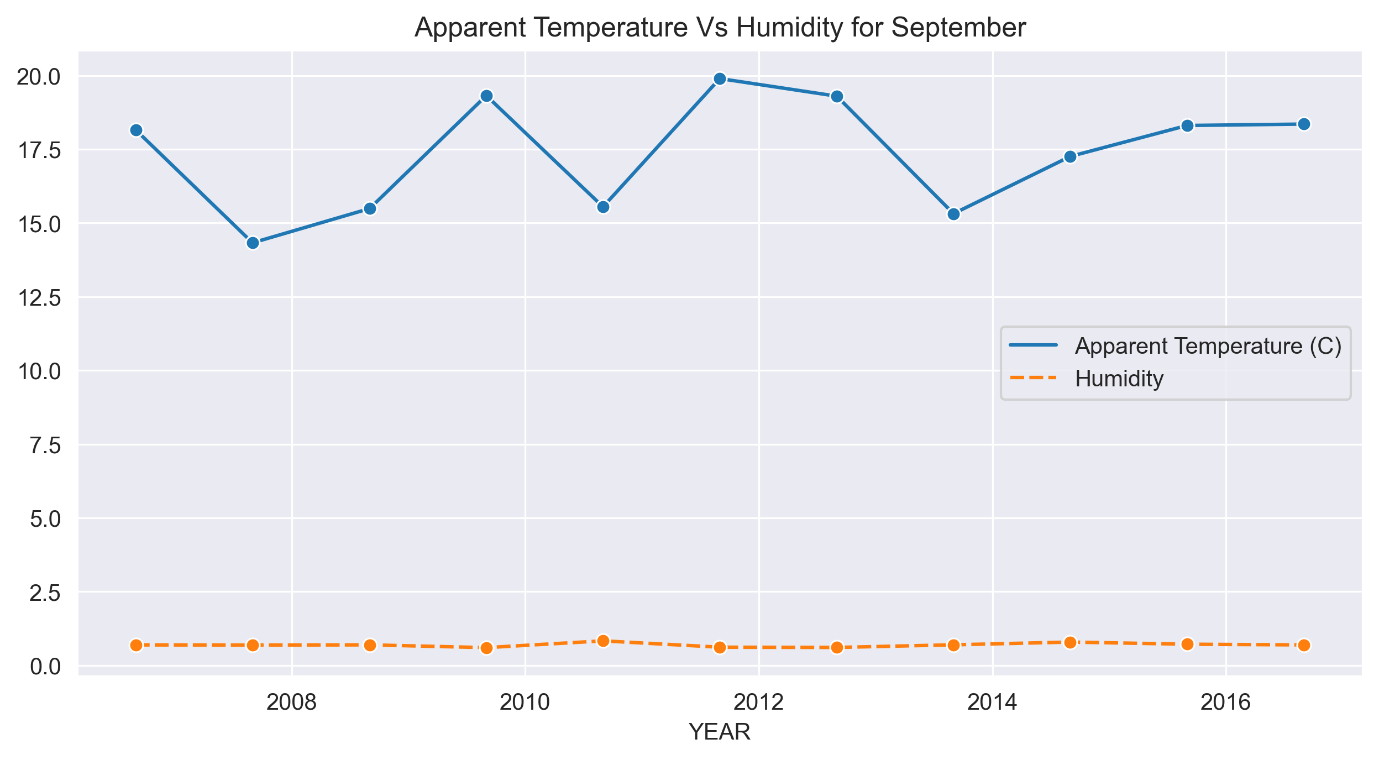 Apparent Temperature Vs Humidity for September
20.0
17.5
15.0
12.5
10.0
7.5
5.0
2.5
0.0
Apparent Temperature (C)
Humidity
2008 2010 2012 2014 2016
YEAR